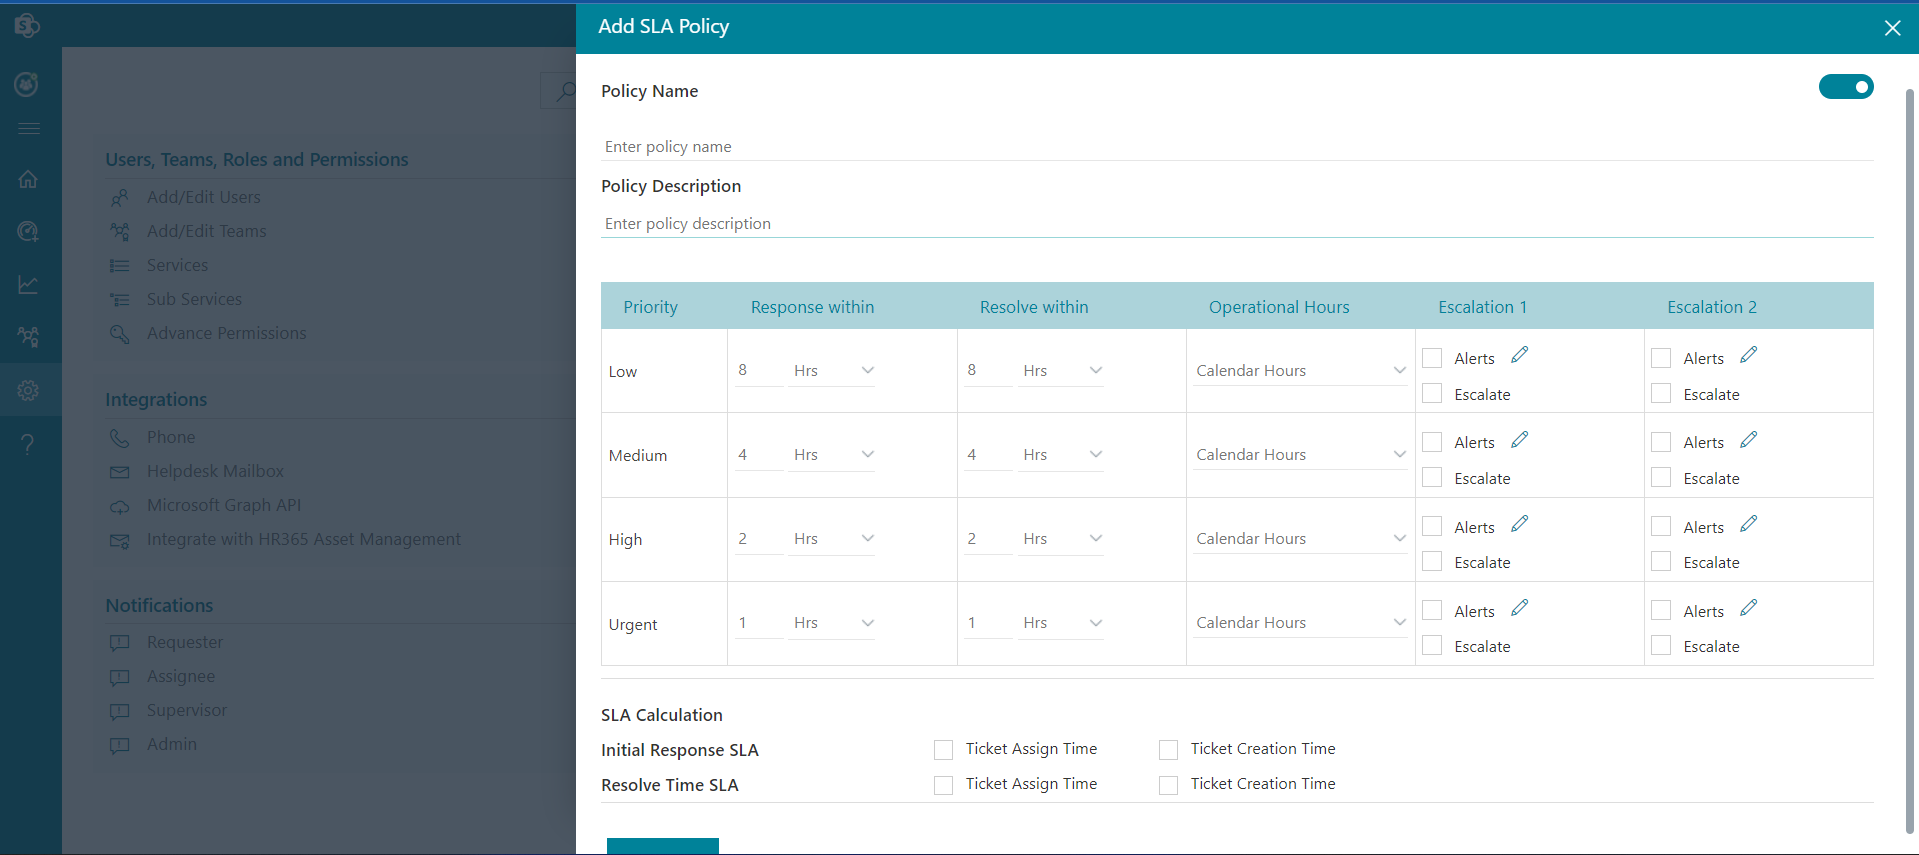 Add SLA Policy
Policy Name
Enter policy name
Policy Description
Enter policy description
Priority Response within Resolve within Operational Hours Escalation 1 Escalation 2
Low 8 Hrs 8 Hrs Calendar Hours Alerts Alerts
Escalate Escalate
Medium 4 Hrs 4 Hrs Calendar Hours Alerts Alerts
Escalate Escalate
High 2 Hrs 2 Hrs Calendar Hours Alerts Alerts
Escalate Escalate
Urgent 1 Hrs 1 Hrs Calendar Hours Alerts Alerts
Escalate Escalate
SLA Calculation
Initial Response SLA Ticket Assign Time Ticket Creation Time
Resolve Time SLA Ticket Assign Time Ticket Creation Time
Users, Teams, Roles and Permissions
Add/Edit Users
Add/Edit Teams
Services
Sub Services
Advance Permissions
Integrations
Phone
Helpdesk Mailbox
Microsoft Graph API
Integrate with HR365 Asset Management
Notifications
Requester
Assignee
Supervisor
Admin